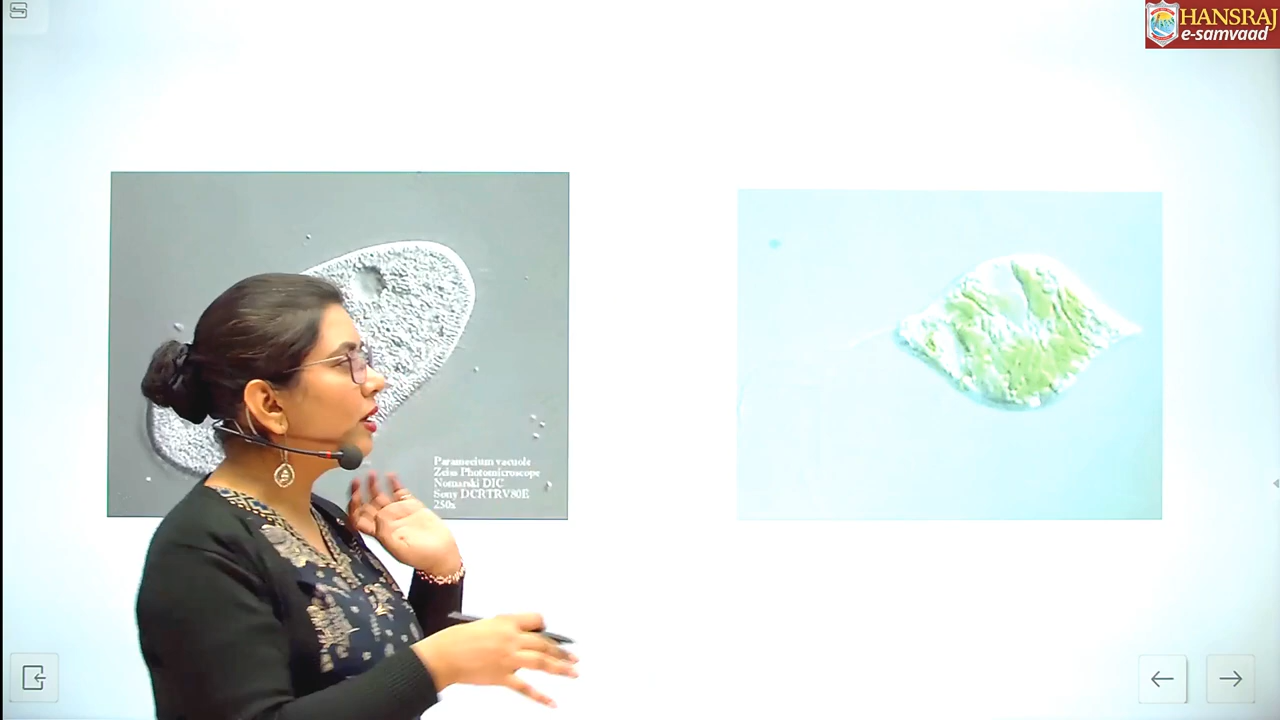 HANSRAJ
e-samvaad
Paramecium vacuole
Zeiss Photomicroscope
Nomarski DIC
Sony DCRTRV80E
250x